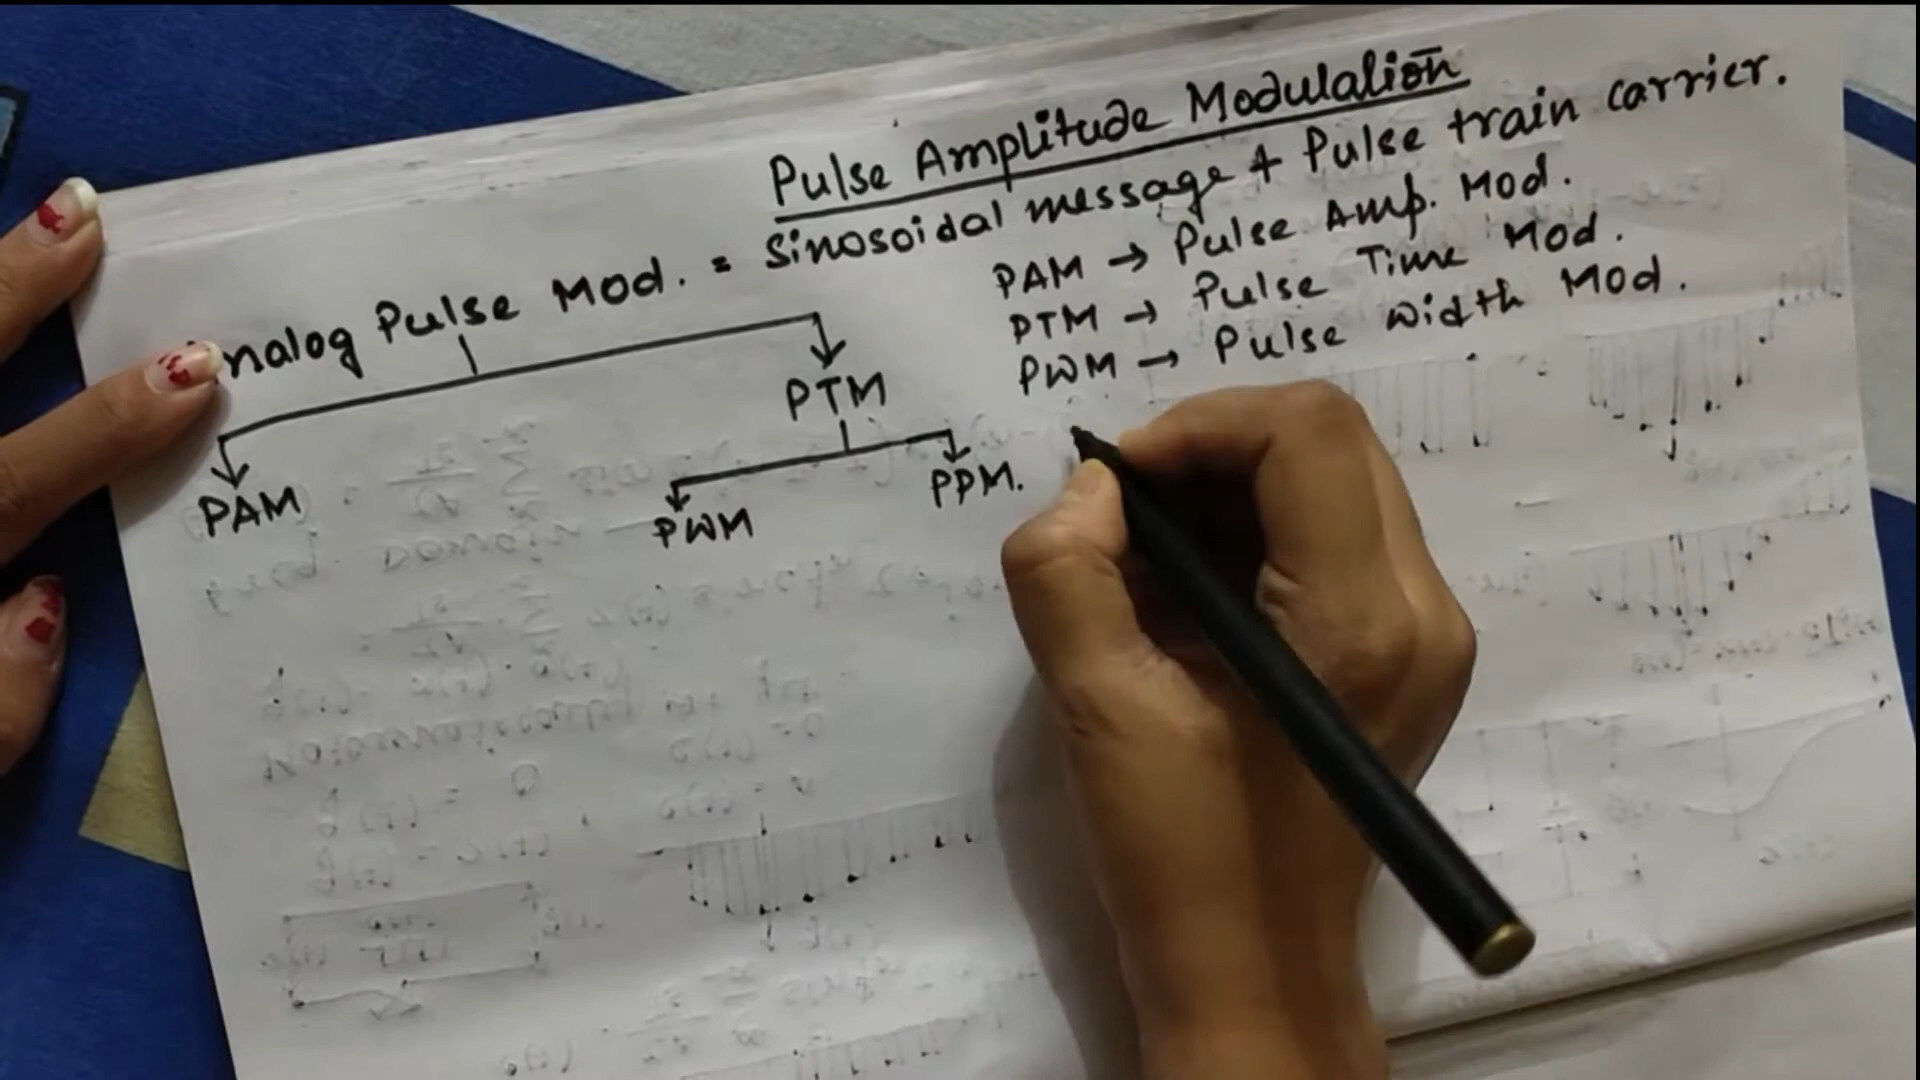 Pulse Amplitude Modulation
nalog Pulse Mod. = Sinosoidal message + Pulse train carrier.
PAM → Pulse Amp. Mod.
PTM → Pulse Time Mod.
PWM → Pulse Width Mod.
PTM
PAM
PWM
PPM.